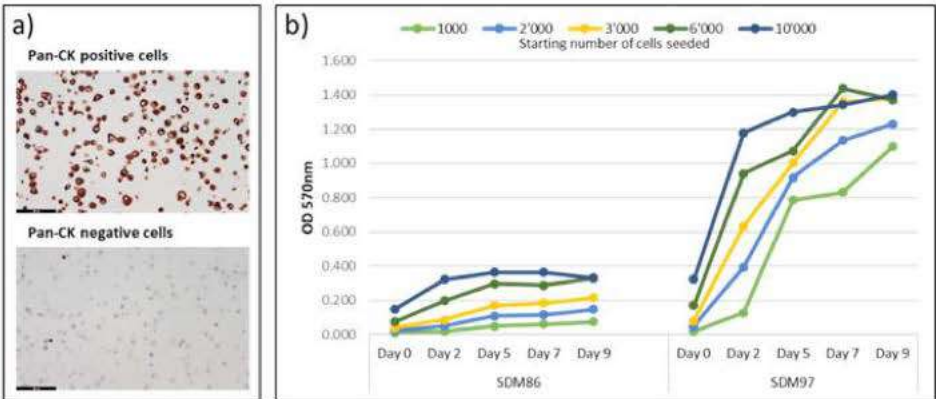 a)
Pan-CK positive cells
Pan-CK negative cells
b)
1000 2'000 3'000 6'000 10'000
Starting number of cells seeded
OD 570nm
1.600
1.400
1.200
1.000
0.800
0.600
0.400
0.200
0.000
Day 0 Day 2 Day 5 Day 7 Day 9 Day 0 Day 2 Day 5 Day 7 Day 9
SDM86 SDM97